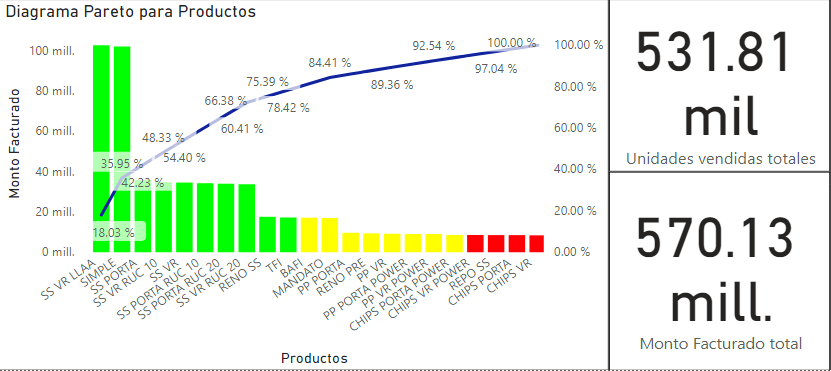 Diagrama Pareto para Productos
Monto Facturado
100 mill.
80 mill.
60 mill.
40 mill.
20 mill.
0 mill.
100.00 %
80.00 %
60.00 %
40.00 %
20.00 %
0.00 %
18.03 %
35.95 %
42.23 %
48.33 %
54.40 %
60.41 %
66.38 %
75.39 %
78.42 %
84.41 %
89.36 %
92.54 %
97.04 %
100.00 %
SS VR LLAA
SIMPLE
SS PORTA
SS VR RUC 10
SS VR
SS PORTA RUC 10
SS PORTA RUC 20
SS VR RUC 20
RENO SS
TFI
BAFI
MANDATO
PP PORTA
RENO PRE
PP VR
PP PORTA POWER
PP VR POWER
CHIPS PORTA POWER
CHIPS VR POWER
REPO SS
CHIPS PORTA
CHIPS VR
Productos
531.81
mil
Unidades vendidas totales
570.13
mill.
Monto Facturado total